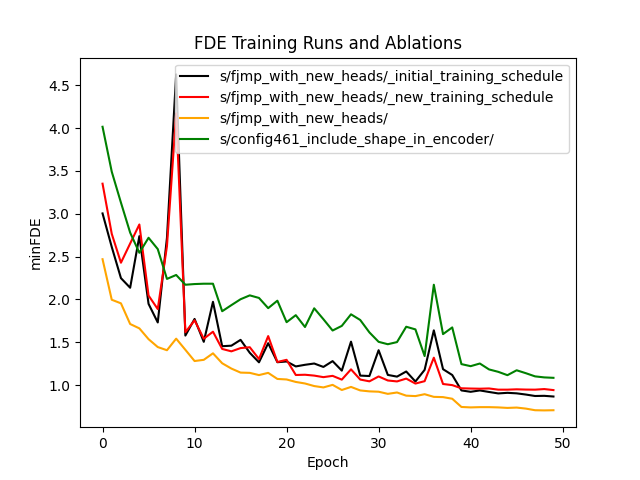 FDE Training Runs and Ablations
s/fjmp_with_new_heads/_initial_training_schedule
s/fjmp_with_new_heads/_new_training_schedule
s/fjmp_with_new_heads/
s/config461_include_shape_in_encoder/
4.5
4.0
3.5
3.0
2.5
2.0
1.5
1.0
minFDE
0 10 20 30 40 50
Epoch